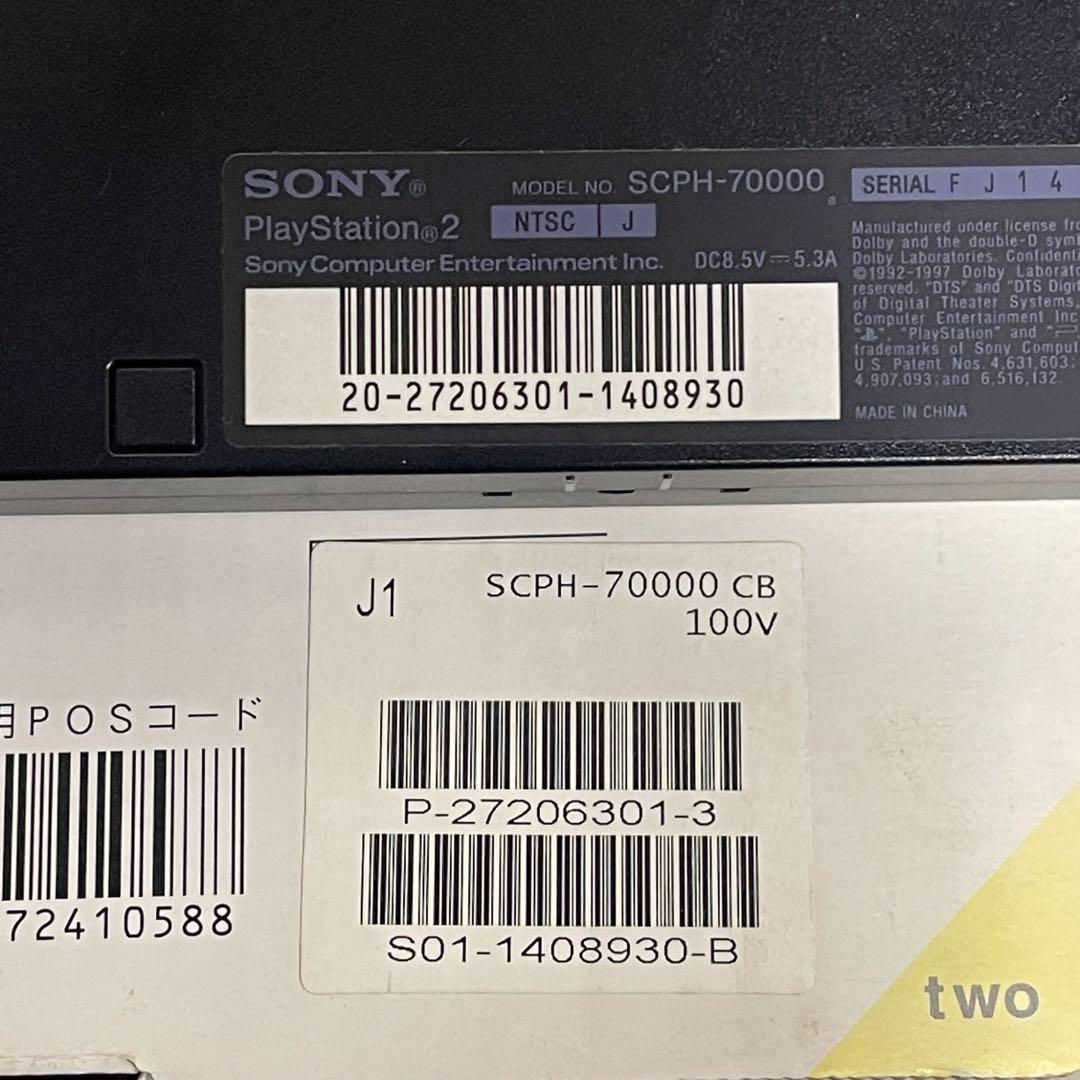 SONY®
MODEL NO. SCPH-70000
a
SERIAL F J 1 4
PlayStation®2
NTSC J
Sony Computer Entertainment Inc.
DC8.5V⎓5.3A
20-27206301-1408930
Manufactured under license
Dolby and the double-D
Dolby Laboratories.
©1992-1997 Dolby
reserved. "DTS" and "DTS
of Digital Theater Systems,
Computer Entertainment Inc
"PlayStation" and
trademarks of Sony
U.S. Patent Nos. 4,631,603;
4,907,093; and 6,516,132.
MADE IN CHINA
J1
SCPH-70000 CB
100V
用POSコード
72410588
P-27206301-3
S01-1408930-B
two